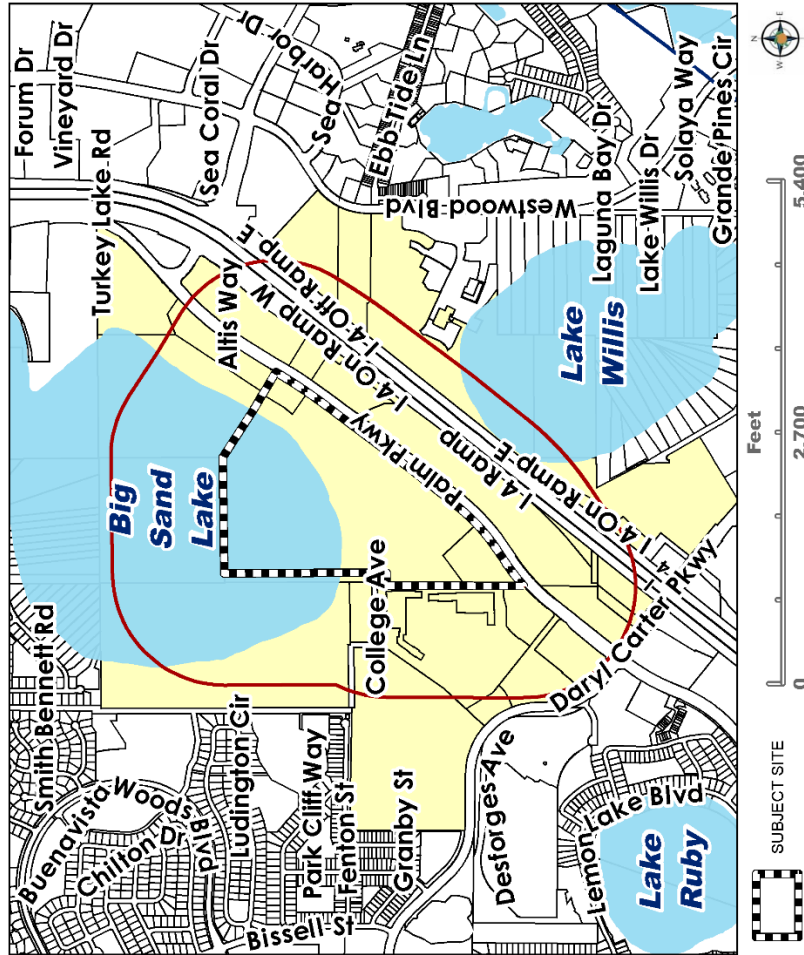 Forum Dr
Vineyard Dr
Turkey Lake Rd
Sea Coral Dr
Sea Harbor Dr
Ebb Tide Ln
Westwood Blvd
Laguna Bay Dr
Lake Willis Dr
Solaya Way
Grande Pines Cir
Altis Way
I-4 Off Ramp E
I-4 On Ramp W
I-4 Ramp
I-4 On Ramp E
I-4
Palm Pkwy
Lake
Willis
Big
Sand
Lake
College Ave
Daryl Carter Pkwy
Smith Bennett Rd
Buenavista Woods Blvd
Chilton Dr
Ludington Cir
Park Cliff Way
Fenton St
Granby St
Bissell St
Desforges Ave
Lemon Lake Blvd
Lake
Ruby
SUBJECT SITE
Feet
0 2,700 5,400
N
W E
S